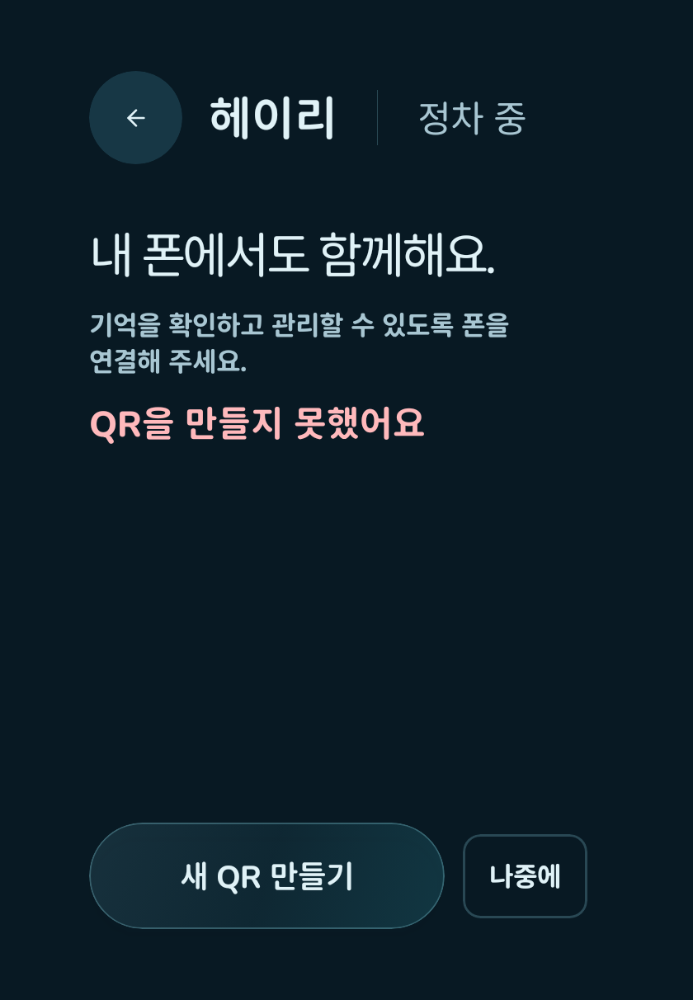 헤이리
정차 중
내 폰에서도 함께해요.
기억을 확인하고 관리할 수 있도록 폰을
연결해 주세요.
QR을 만들지 못했어요
새 QR 만들기
나중에